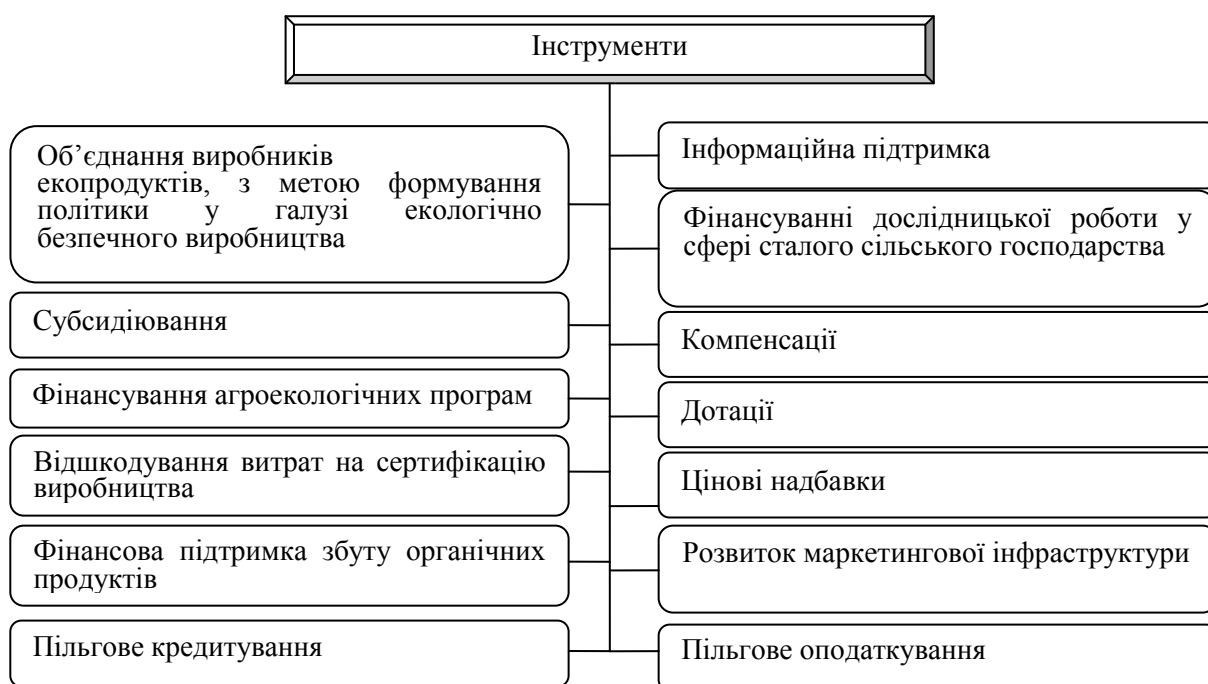 Інструменти
Об’єднання виробників
екопродуктів, з метою формування
політики у галузі екологічно
безпечного виробництва
Субсидіювання
Фінансування агроекологічних програм
Відшкодування витрат на сертифікацію
виробництва
Фінансова підтримка збуту органічних
продуктів
Пільгове кредитування
Інформаційна підтримка
Фінансуванні дослідницької роботи у
сфері сталого сільського господарства
Компенсації
Дотації
Цінові надбавки
Розвиток маркетингової інфраструктури
Пільгове оподаткування